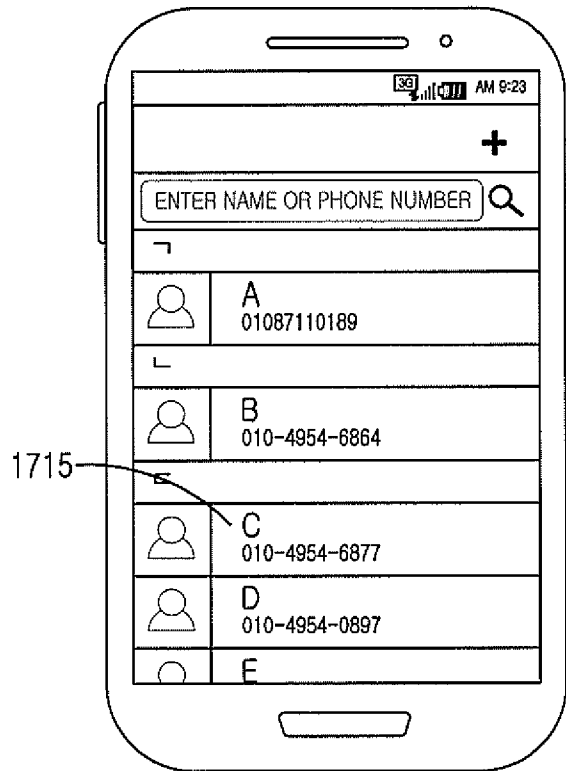 3G AM 9:23
+
ENTER NAME OR PHONE NUMBER
ㄱ
A
01087110189
ㄴ
B
010-4954-6864
ㄷ
1715
C
010-4954-6877
D
010-4954-0897
E